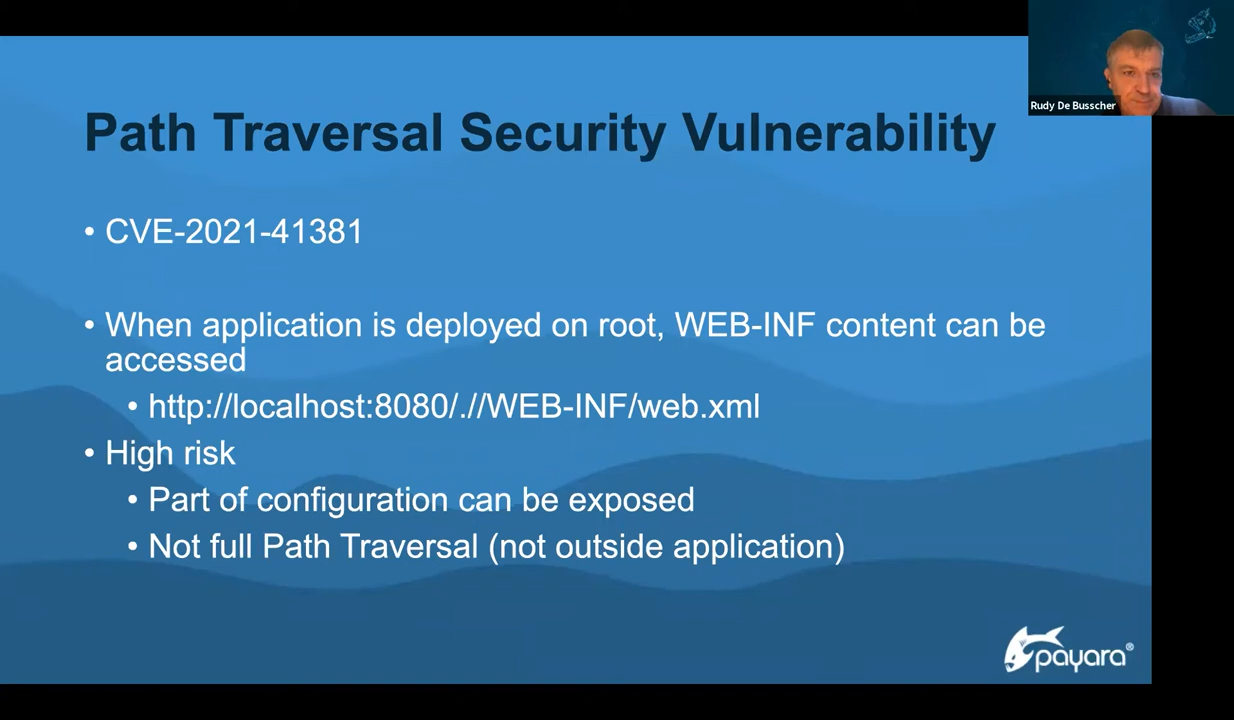 Rudy De Busscher
Path Traversal Security Vulnerability
• CVE-2021-41381
• When application is deployed on root, WEB-INF content can be
accessed
• http://localhost:8080/.//WEB-INF/web.xml
• High risk
• Part of configuration can be exposed
• Not full Path Traversal (not outside application)
payara®